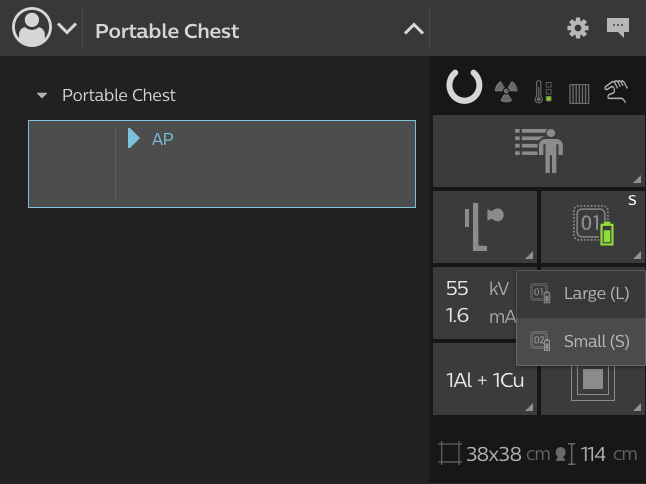 Portable Chest
Portable Chest
AP
S
01
55 kV
1.6 mA
01 Large (L)
02 Small (S)
1Al + 1Cu
38x38 cm 114 cm